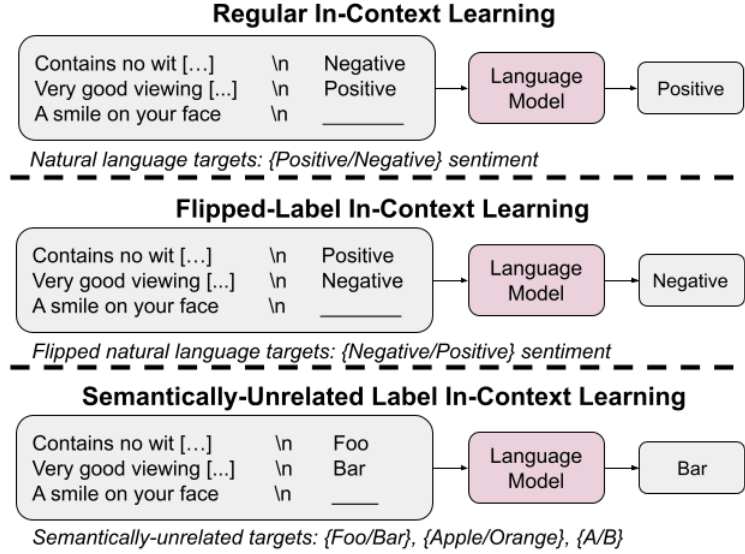 Regular In-Context Learning
Contains no wit […] \n Negative
Very good viewing [...] \n Positive
A smile on your face \n ________
Language Model
Positive
Natural language targets: {Positive/Negative} sentiment
Flipped-Label In-Context Learning
Contains no wit […] \n Positive
Very good viewing [...] \n Negative
A smile on your face \n ________
Language Model
Negative
Flipped natural language targets: {Negative/Positive} sentiment
Semantically-Unrelated Label In-Context Learning
Contains no wit […] \n Foo
Very good viewing [...] \n Bar
A smile on your face \n ____
Language Model
Bar
Semantically-unrelated targets: {Foo/Bar}, {Apple/Orange}, {A/B}